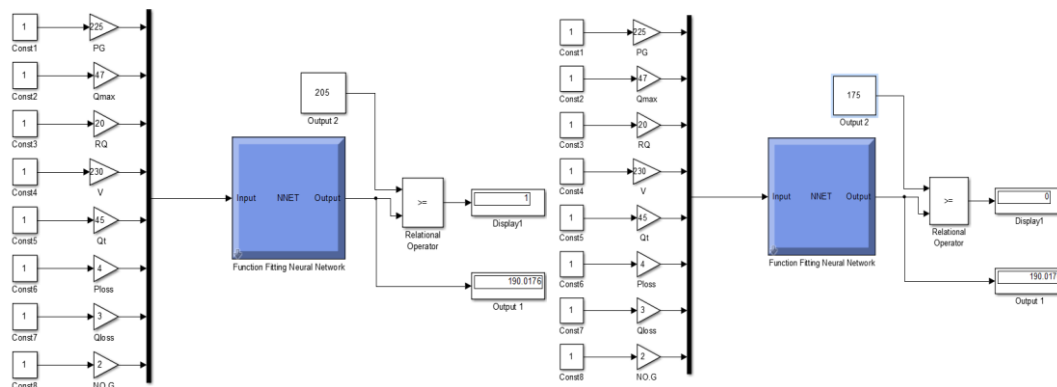 1
Const1
225
PG
1
Const2
47
Qmax
1
Const3
20
RQ
1
Const4
230
V
1
Const5
45
Qt
1
Const6
4
Ploss
1
Const7
3
Qloss
1
Const8
2
NO.G
205
Output 2
Input NNET Output
Function Fitting Neural Network
>=
Relational
Operator
1
Display1
190.0176
Output 1
1
Const1
225
PG
1
Const2
47
Qmax
1
Const3
20
RQ
1
Const4
230
V
1
Const5
45
Qt
1
Const6
4
Ploss
1
Const7
3
Qloss
1
Const8
2
NO.G
175
Output 2
Input NNET Output
Function Fitting Neural Network
>=
Relational
Operator
0
Display1
190.017
Output 1